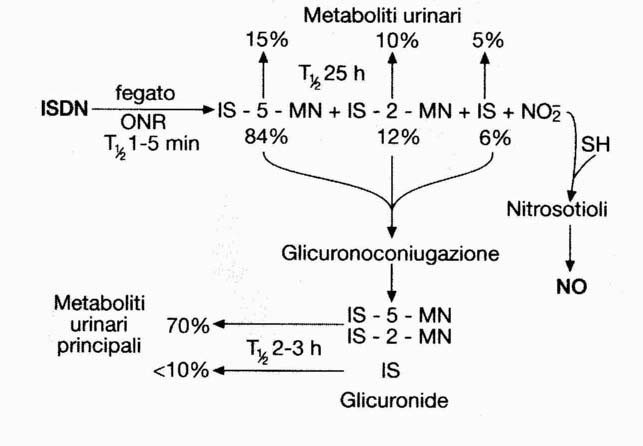 Metaboliti urinari
15% 10% 5%
T½ 25 h
fegato
ISDN IS - 5 - MN + IS - 2 - MN + IS + NO₂⁻
ONR
T½ 1-5 min
84% 12% 6%
SH
Nitrosotioli
NO
Glicuronoconiugazione
Metaboliti
urinari
principali
70%
IS - 5 - MN
IS - 2 - MN
T½ 2-3 h
<10%
IS
Glicuronide